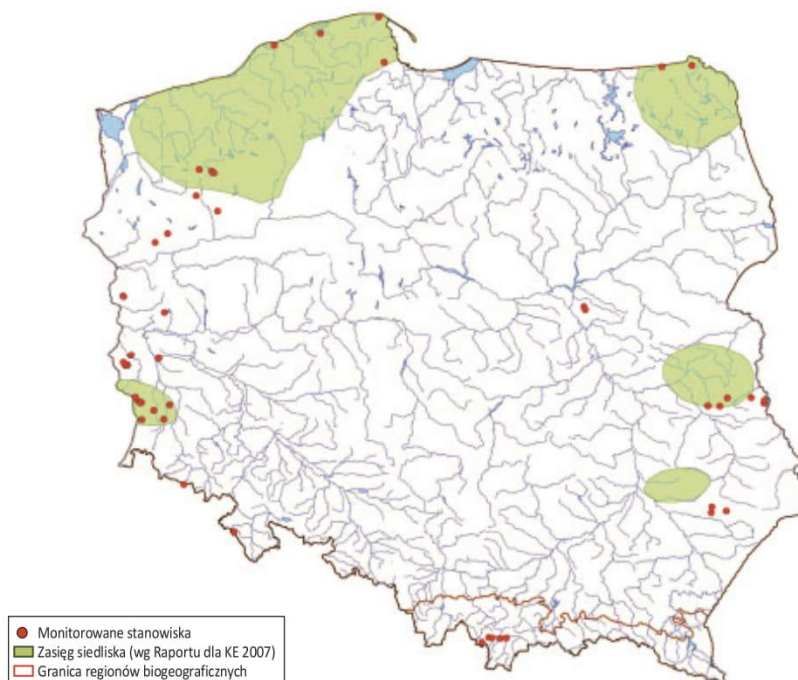 Monitorowane stanowiska
Zasięg siedliska (wg Raportu dla KE 2007)
Granica regionów biogeograficznych